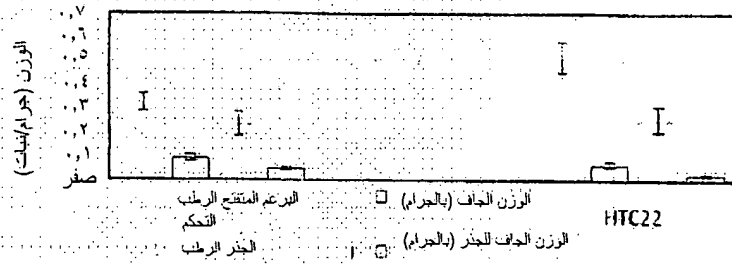 الوزن (جرام/نبات)
٠,٧
٠,٦
٠,٥
٠,٤
٠,٣
٠,٢
٠,١
صفر
البرعم المتفتح الرطب
التحكم
الجذر الرطب
الوزن الجاف (بالجرام)
الوزن الجاف للجذر (بالجرام)
HTC22